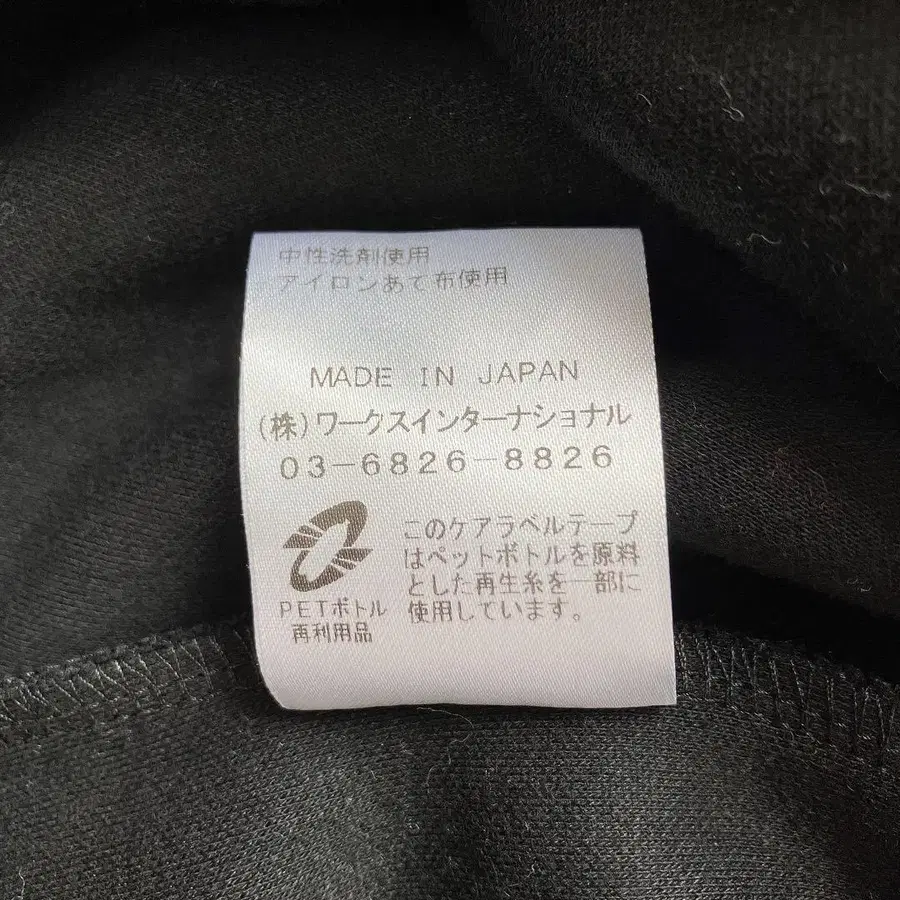 中性洗剤使用
アイロンあて布使用
MADE IN JAPAN
(株)ワークスインターナショナル
03-6826-8826
このケアラベルテープ
はペットボトルを原料
とした再生糸を一部に
使用しています。
PETボトル
再利用品